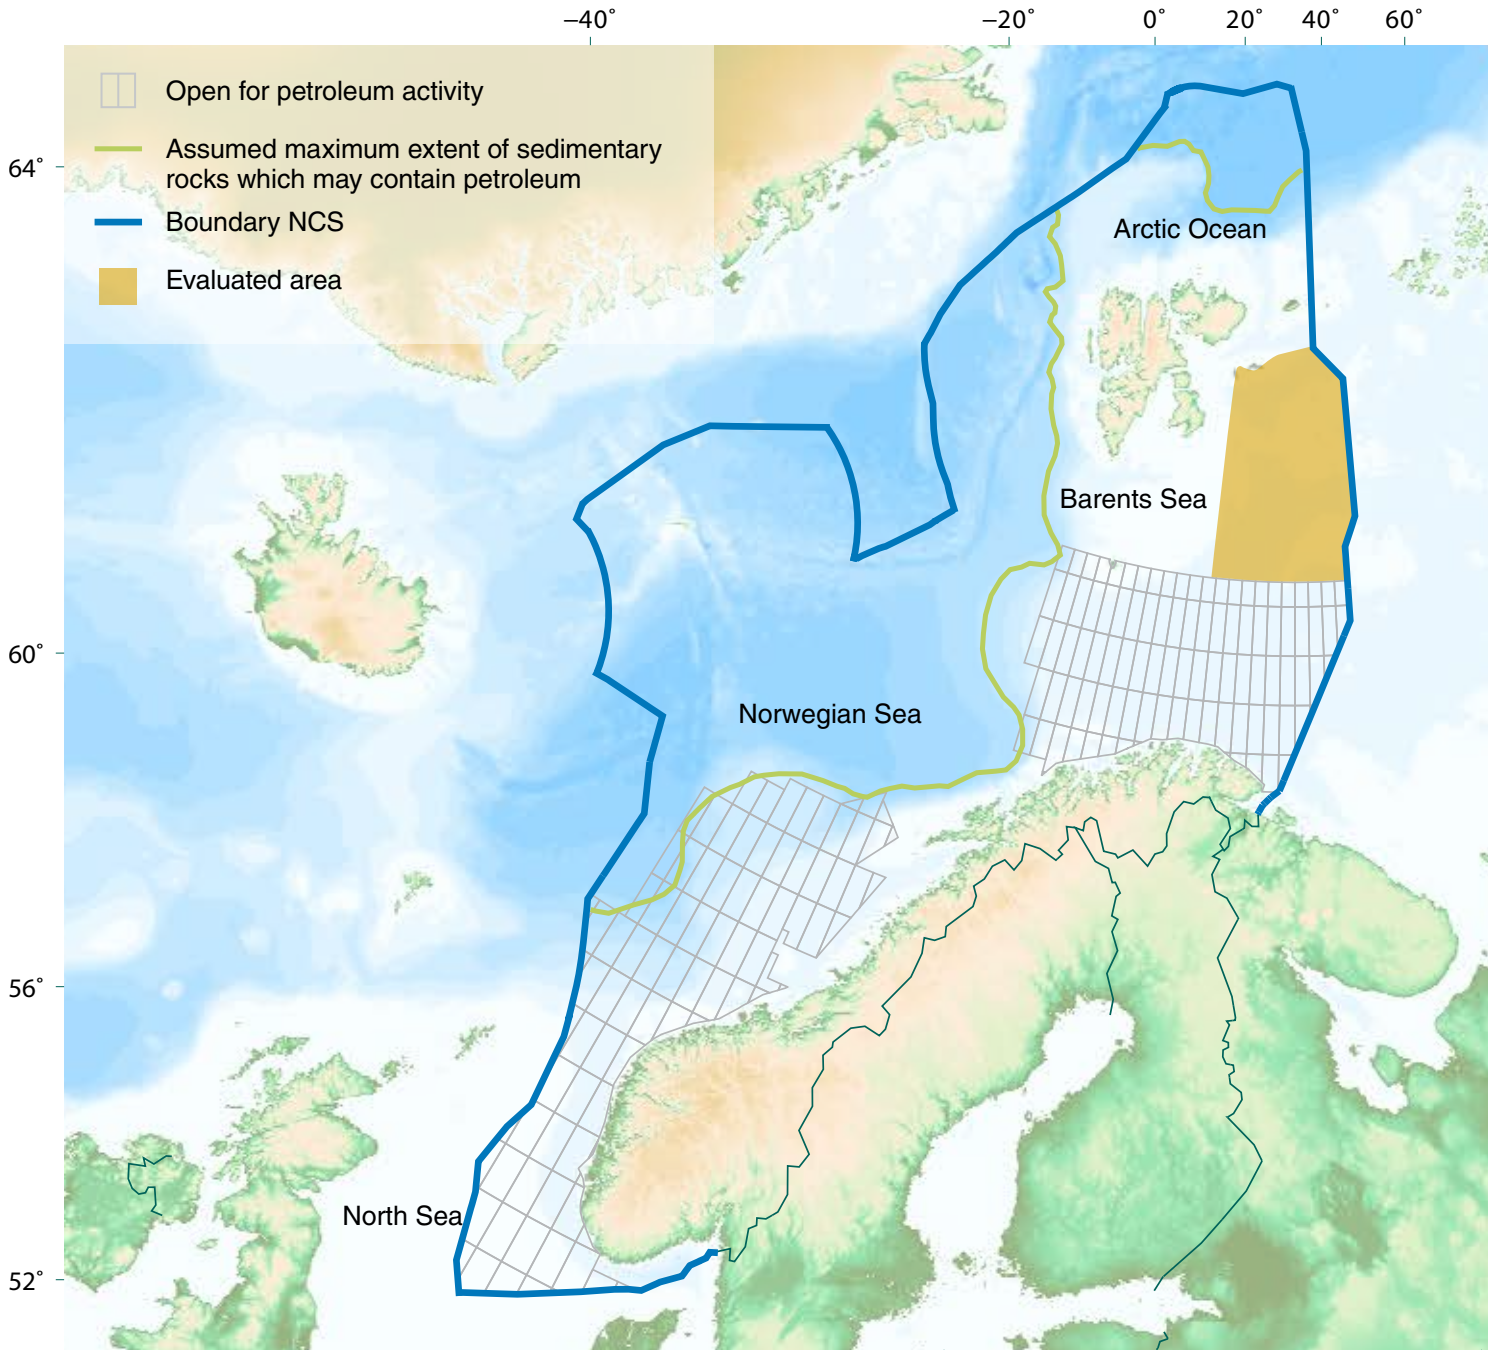 −40° −20° 0° 20° 40° 60°
Open for petroleum activity
Assumed maximum extent of sedimentary
rocks which may contain petroleum
64°
Boundary NCS
Arctic Ocean
Evaluated area
Barents Sea
60°
Norwegian Sea
56°
North Sea
52°